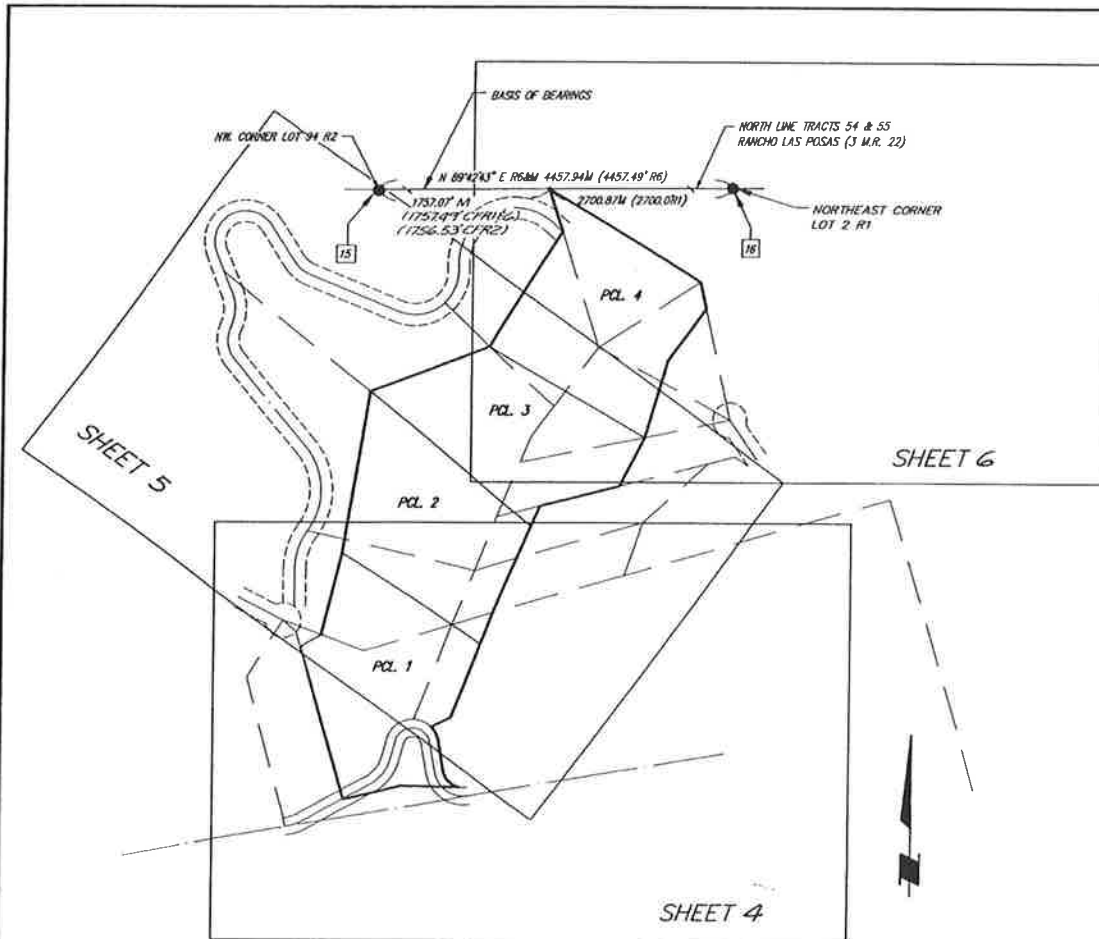 BASIS OF BEARINGS
NW. CORNER LOT 94 R2
NORTH LINE TRACTS 54 & 55
RANCHO LAS POSAS (3 M.R. 22)
N 89°42'43" E R6&M 4457.94'M (4457.49' R6)
1757.07' M
2700.87'M (2700.0'R1)
(1757.49' CFR1&6)
(1756.53' CFR2)
NORTHEAST CORNER
LOT 2 R1
15
16
PCL. 4
PCL. 3
SHEET 5
SHEET 6
PCL. 2
PCL. 1
SHEET 4